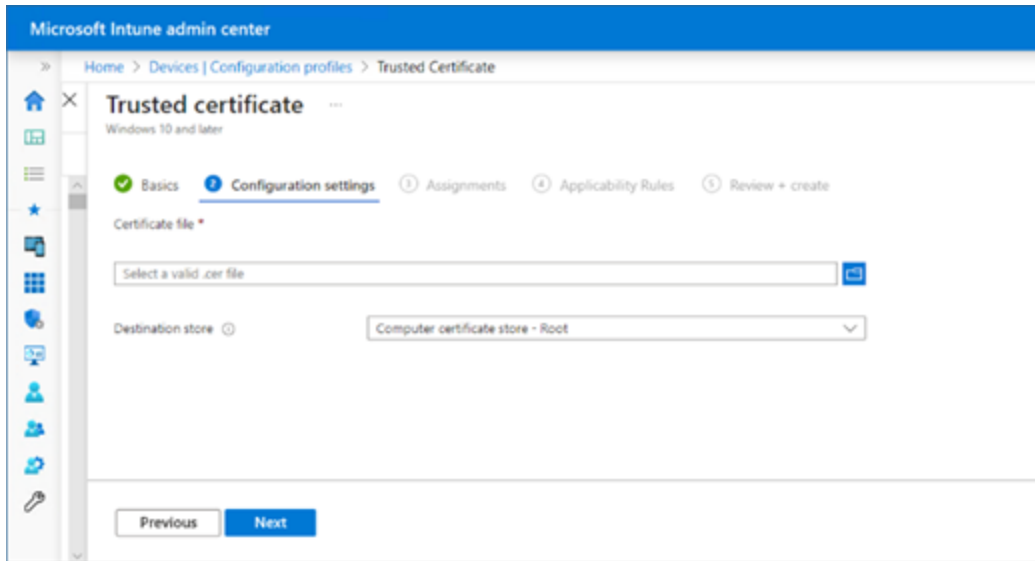 Microsoft Intune admin center
Home > Devices | Configuration profiles > Trusted Certificate
Trusted certificate ...
Windows 10 and later
Basics 2 Configuration settings 3 Assignments 4 Applicability Rules 5 Review + create
Certificate file *
Select a valid .cer file
Destination store
Computer certificate store - Root
Previous Next